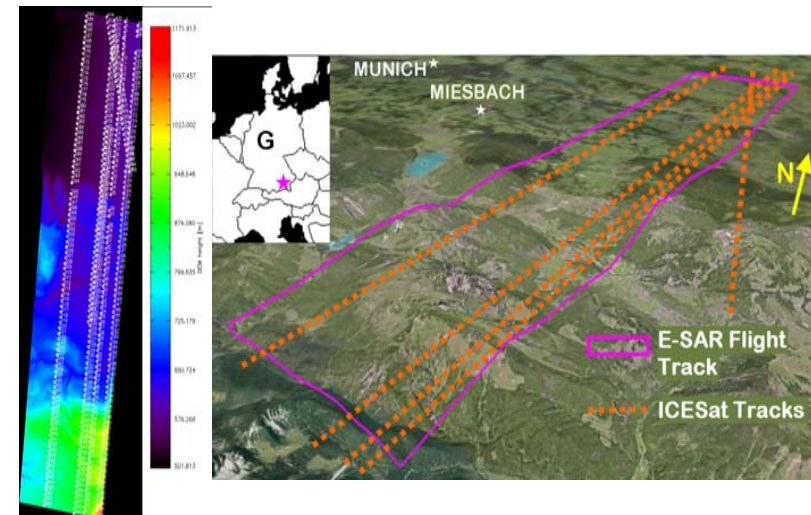 1171.913
1097.457
1023.002
948.546
874.090
799.635
725.179
650.724
576.268
501.813
DEM height [m]
MUNICH
MIESBACH
G
N
E-SAR Flight
Track
ICESat Tracks